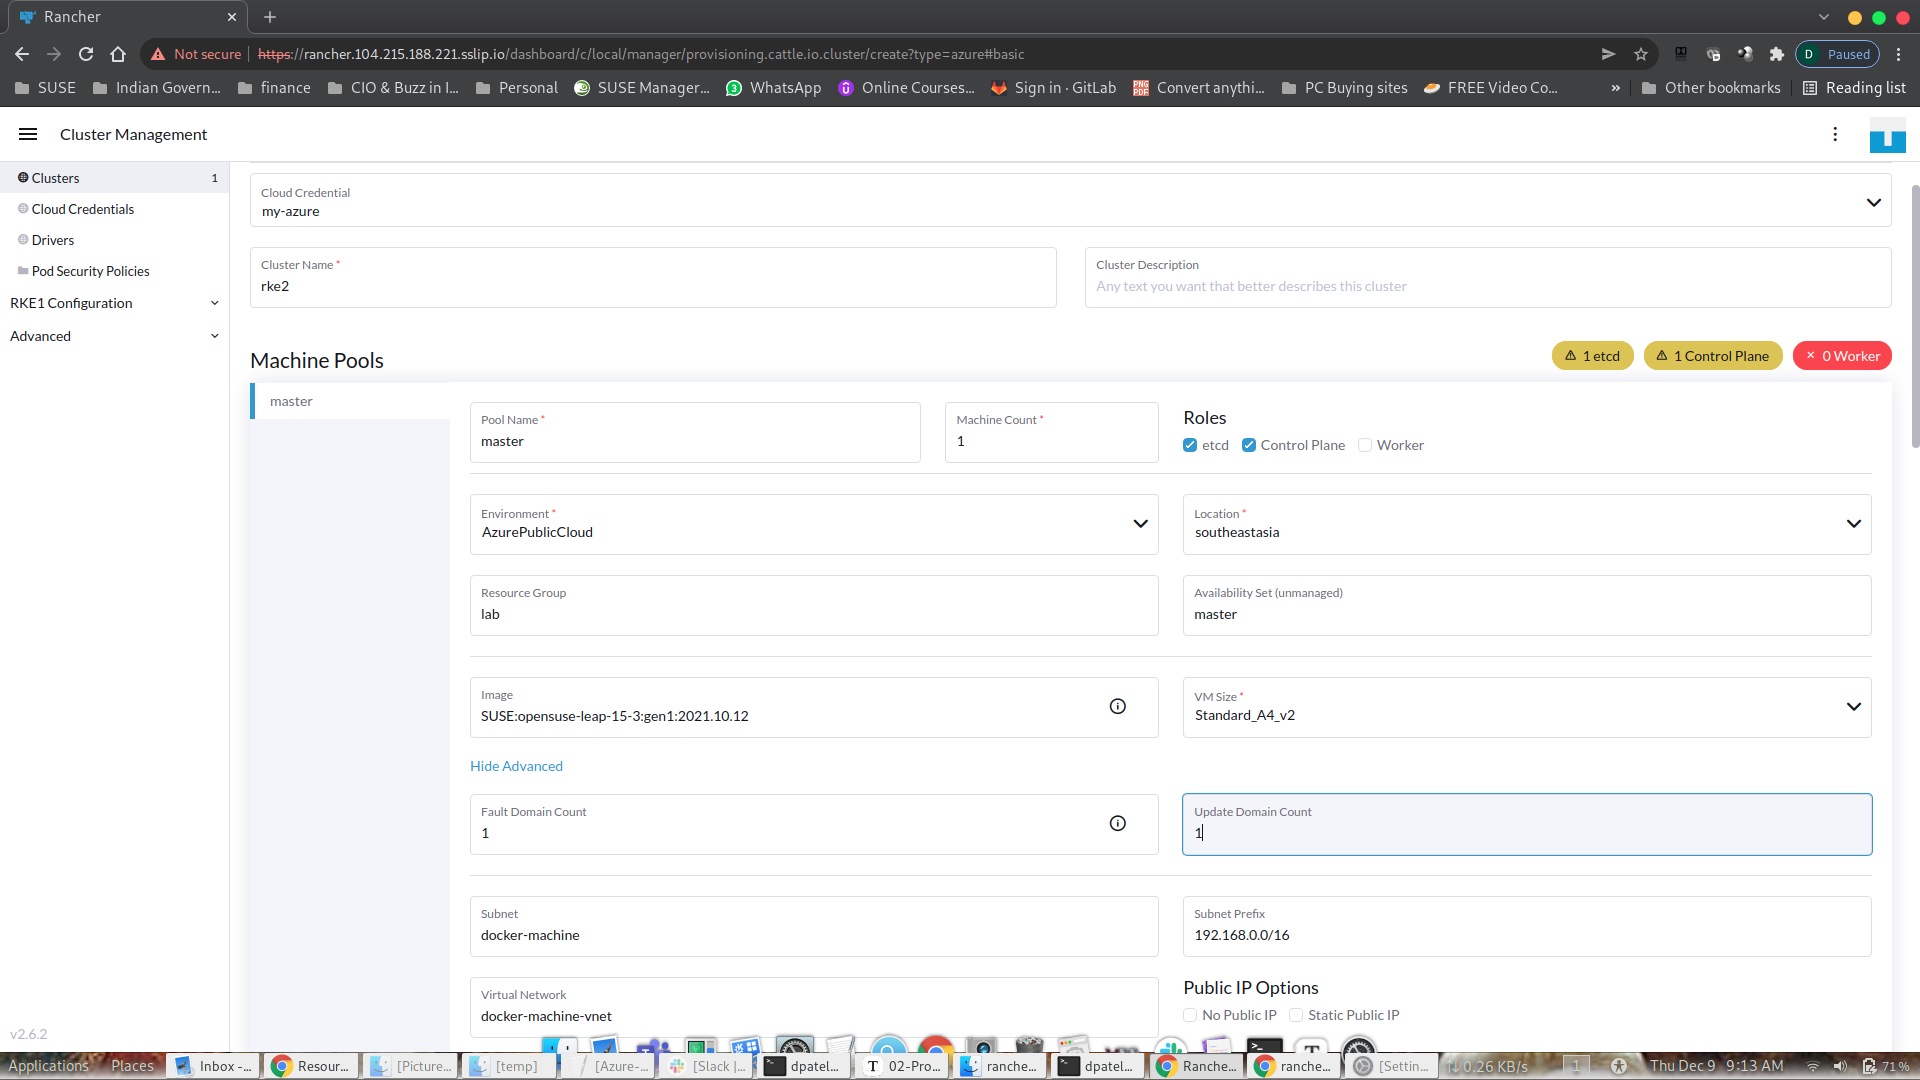 Rancher
Not secure https://rancher.104.215.188.221.sslip.io/dashboard/c/local/manager/provisioning.cattle.io.cluster/create?type=azure#basic
D Paused
SUSE Indian Govern... finance CIO & Buzz in I... Personal SUSE Manager... WhatsApp Online Courses... Sign in · GitLab Convert anythi... PC Buying sites FREE Video Co... » Other bookmarks Reading list
Cluster Management
Clusters 1
Cloud Credentials
Drivers
Pod Security Policies
RKE1 Configuration
Advanced
Cloud Credential
my-azure
Cluster Name *
rke2
Cluster Description
Any text you want that better describes this cluster
Machine Pools
1 etcd 1 Control Plane 0 Worker
master
Pool Name *
master
Machine Count *
1
Roles
etcd Control Plane Worker
Environment *
AzurePublicCloud
Location *
southeastasia
Resource Group
lab
Availability Set (unmanaged)
master
Image
SUSE:opensuse-leap-15-3:gen1:2021.10.12
VM Size *
Standard_A4_v2
Hide Advanced
Fault Domain Count
1
Update Domain Count
1
Subnet
docker-machine
Subnet Prefix
192.168.0.0/16
Virtual Network
docker-machine-vnet
Public IP Options
No Public IP Static Public IP
v2.6.2
Applications Places Inbox -... Resour... [Picture... [temp] [Azure-... [Slack |... dpatel... 02-Pro... ranche... dpatel... Ranche... ranche... [Settin... 0.26 KB/s 1 Thu Dec 9 9:13 AM 71%